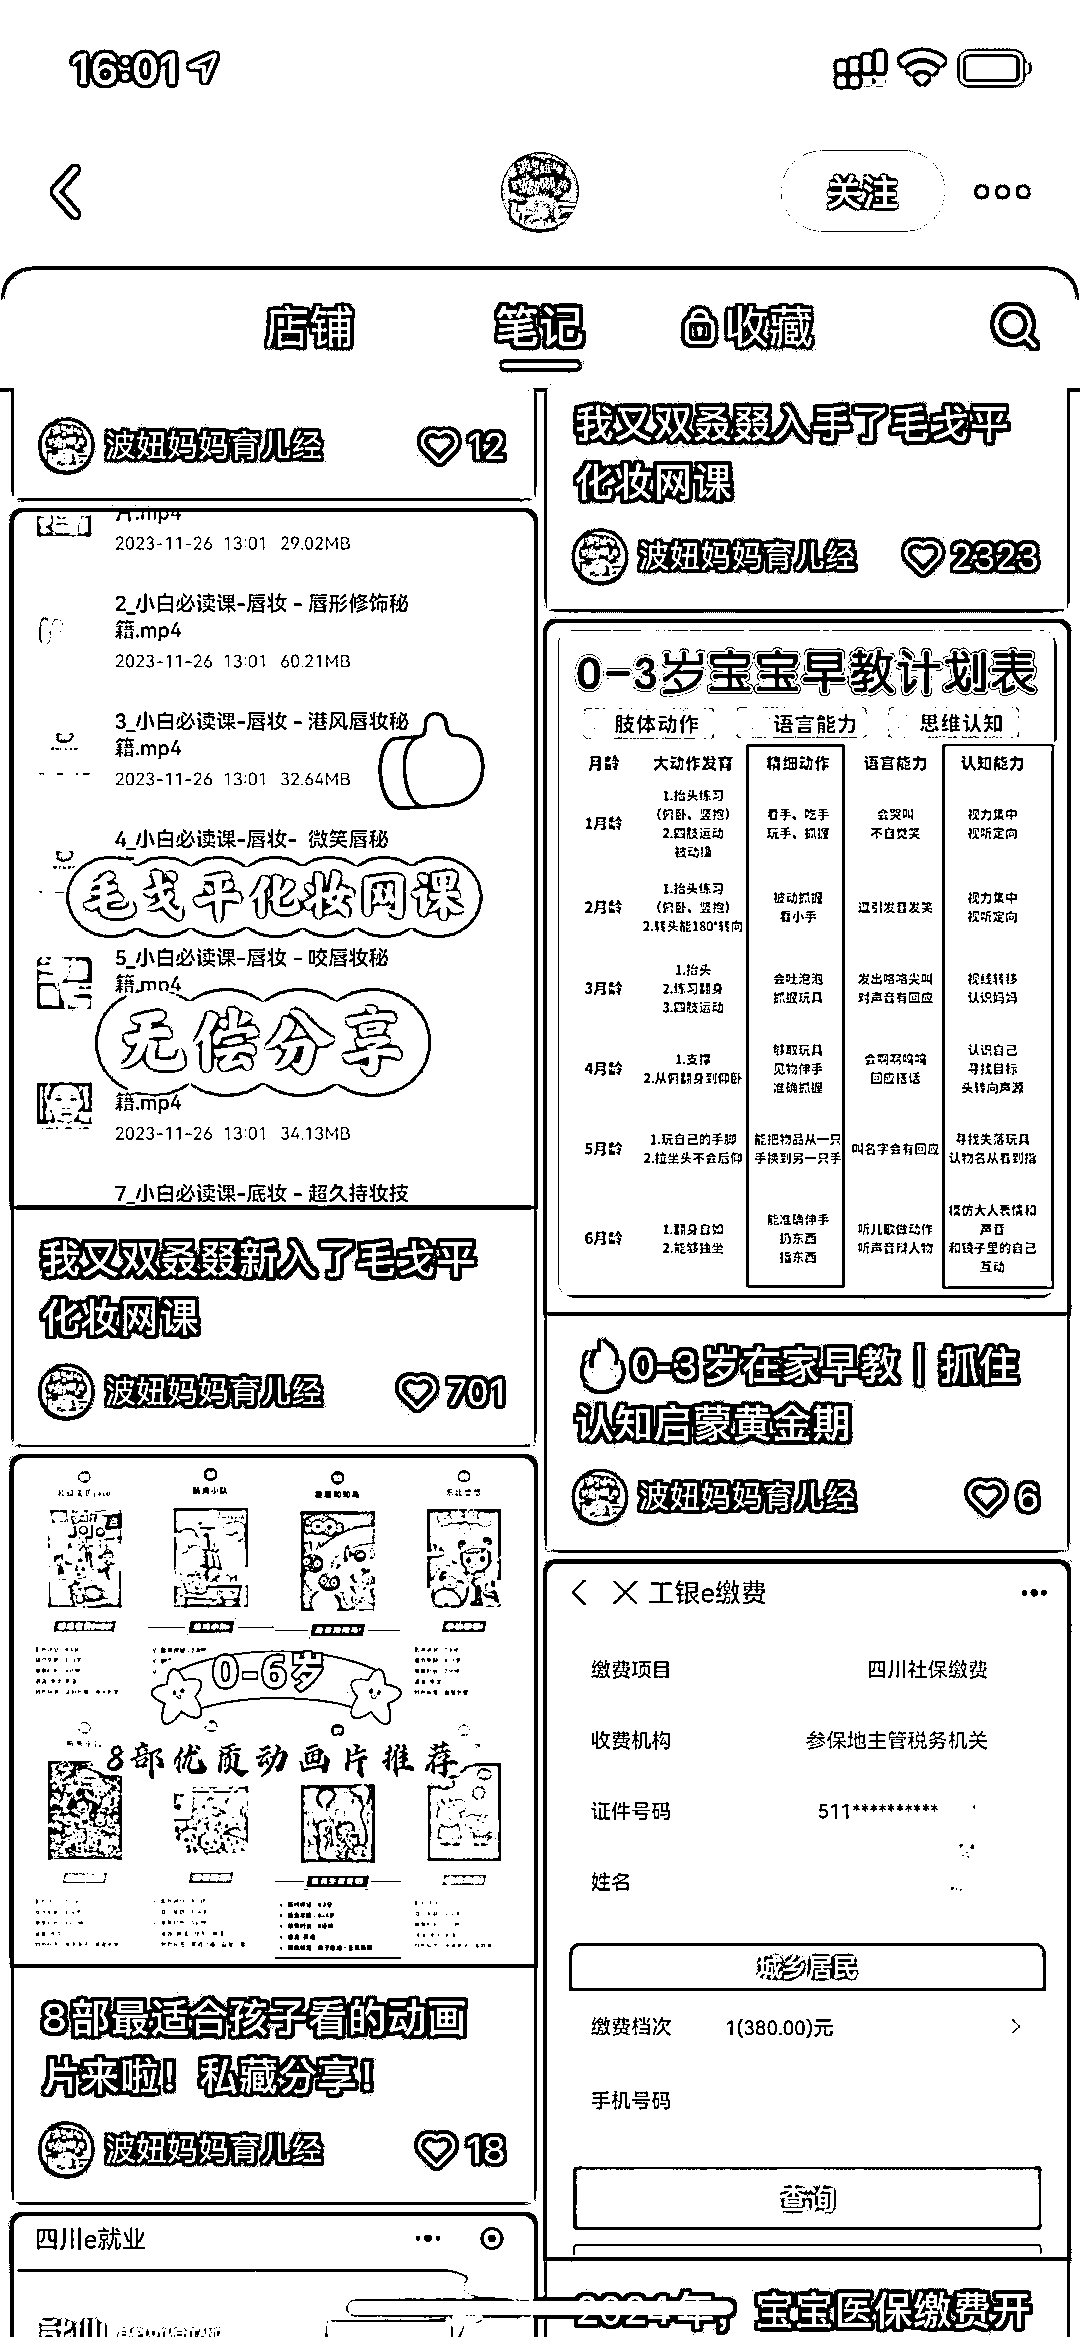 16:01
关注
店铺
笔记
收藏
波妞妈妈育儿经
12
片.mp4
2023-11-26 13:01 29.02MB
2_小白必读课-唇妆 - 唇形修饰秘
籍.mp4
2023-11-26 13:01 60.21MB
3_小白必读课-唇妆 - 港风唇妆秘
籍.mp4
2023-11-26 13:01 32.64MB
4_小白必读课-唇妆- 微笑唇秘
毛戈平化妆网课
5_小白必读课-唇妆 - 咬唇妆秘
籍.mp4
无偿分享
籍.mp4
2023-11-26 13:01 34.13MB
7_小白必读课-底妆 - 超久持妆技
我又双叒叕新入了毛戈平
化妆网课
波妞妈妈育儿经
701
0-6岁
8部优质动画片推荐
8部最适合孩子看的动画
片来啦！私藏分享！
波妞妈妈育儿经
18
四川e就业
我又双叒叕入手了毛戈平
化妆网课
波妞妈妈育儿经
2323
0-3岁宝宝早教计划表
肢体动作 语言能力 思维认知
月龄 大动作发育 精细动作 语言能力 认知能力
1月龄
1.抬头练习
(俯卧、竖抱)
2.四肢运动
被动操
看手、吃手
玩手、抓握
会哭叫
不自觉笑
视力集中
视听定向
2月龄
1.抬头练习
(俯卧、竖抱)
2.转头能180°转向
被动抓握
看小手
逗引发音发笑
视力集中
视听定向
3月龄
1.抬头
2.练习翻身
3.四肢运动
会吐泡泡
抓握玩具
发出咯咯尖叫
对声音有回应
视线转移
认识妈妈
4月龄
1.支撑
2.从俯翻身到仰卧
够取玩具
见物伸手
准确抓握
回应搭话
认识自己
寻找目标
头转向声源
5月龄
1.玩自己的手脚
2.拉坐头不会后仰
能把物品从一只
手换到另一只手
叫名字会有回应
寻找失落玩具
认物名从看到指
6月龄
1.翻身自如
2.能够独坐
能准确伸手
扔东西
指东西
听儿歌做动作
听声音辩人物
模仿大人表情和
声音
和镜子里的自己
互动
0-3岁在家早教｜抓住
认知启蒙黄金期
波妞妈妈育儿经
6
工银e缴费
缴费项目 四川社保缴费
收费机构 参保地主管税务机关
证件号码 511**********
姓名
城乡居民
缴费档次 1(380.00)元
手机号码
查询
2024年，宝宝医保缴费开